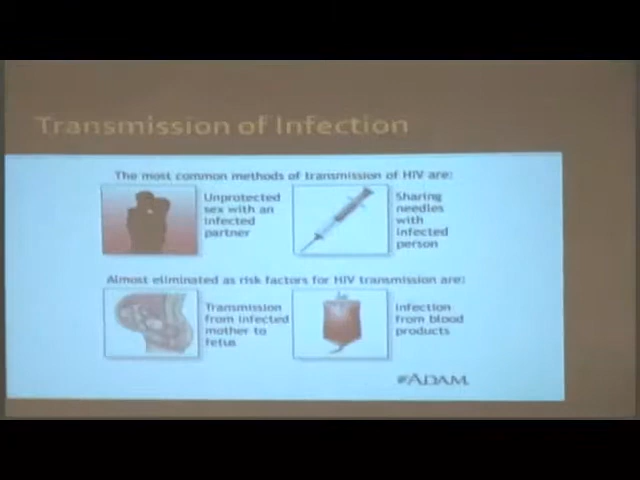 Transmission of Infection
The most common methods of transmission of HIV are:
Unprotected
sex with an
infected
partner
Sharing
needles
with
infected
person
Almost eliminated as risk factors for HIV transmission are:
Transmission
from infected
mother to
fetus
Infection
from blood
products
ADAM.